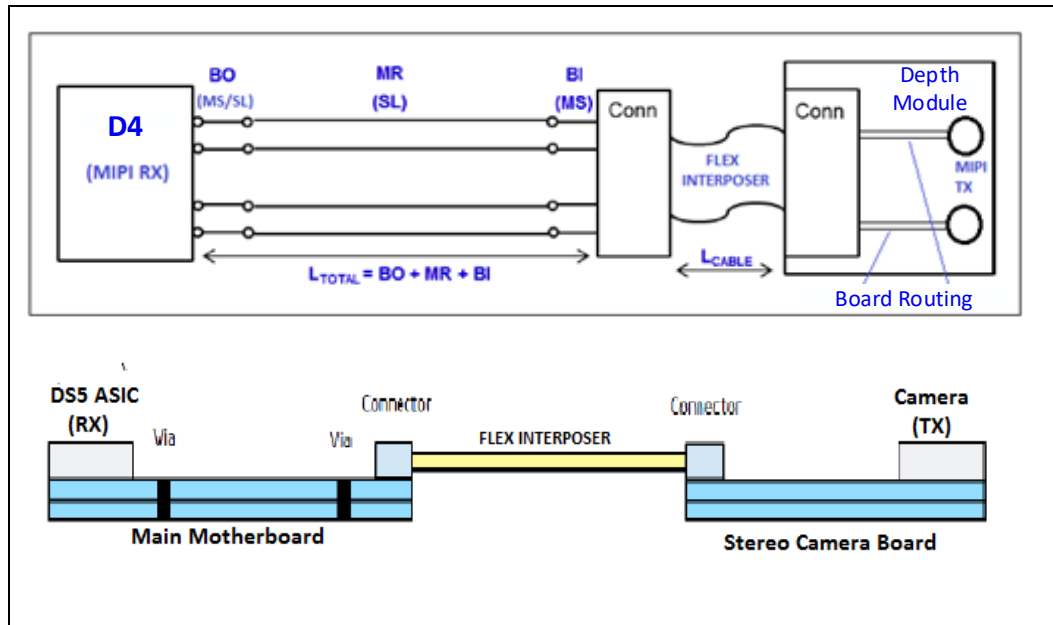 BO
(MS/SL)
MR
(SL)
BI
(MS)
D4
(MIPI RX)
Conn
FLEX
INTERPOSER
Conn
Depth
Module
MIPI
TX
L_TOTAL = BO + MR + BI
L_CABLE
Board Routing
DS5 ASIC
(RX)
Via
Via
Connector
FLEX INTERPOSER
Connector
Camera
(TX)
Main Motherboard
Stereo Camera Board